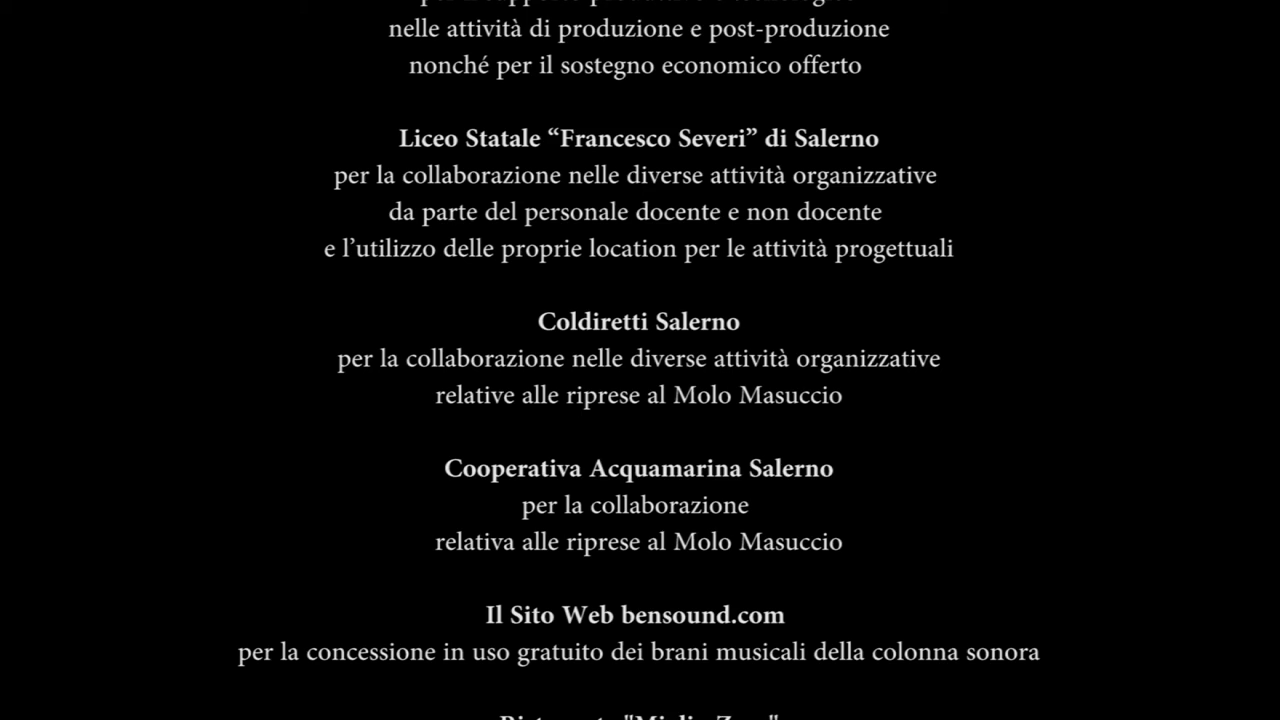 nelle attività di produzione e post-produzione
nonché per il sostegno economico offerto
Liceo Statale “Francesco Severi” di Salerno
per la collaborazione nelle diverse attività organizzative
da parte del personale docente e non docente
e l’utilizzo delle proprie location per le attività progettuali
Coldiretti Salerno
per la collaborazione nelle diverse attività organizzative
relative alle riprese al Molo Masuccio
Cooperativa Acquamarina Salerno
per la collaborazione
relativa alle riprese al Molo Masuccio
Il Sito Web bensound.com
per la concessione in uso gratuito dei brani musicali della colonna sonora